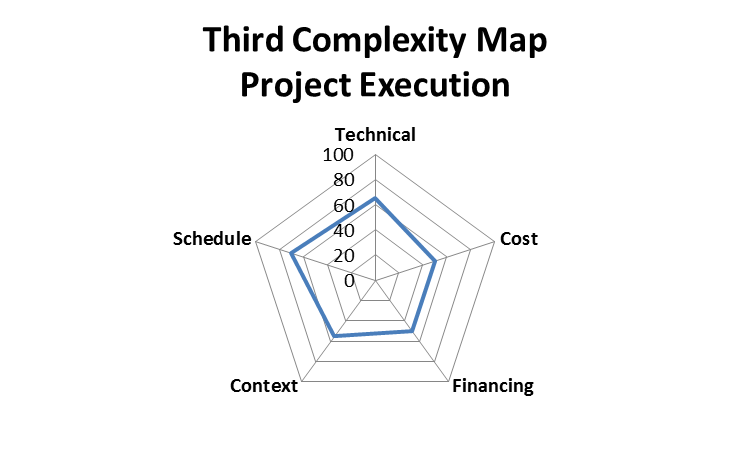 Third Complexity Map
Project Execution
Technical
100
80
60
40
20
0
Schedule
Cost
Context
Financing